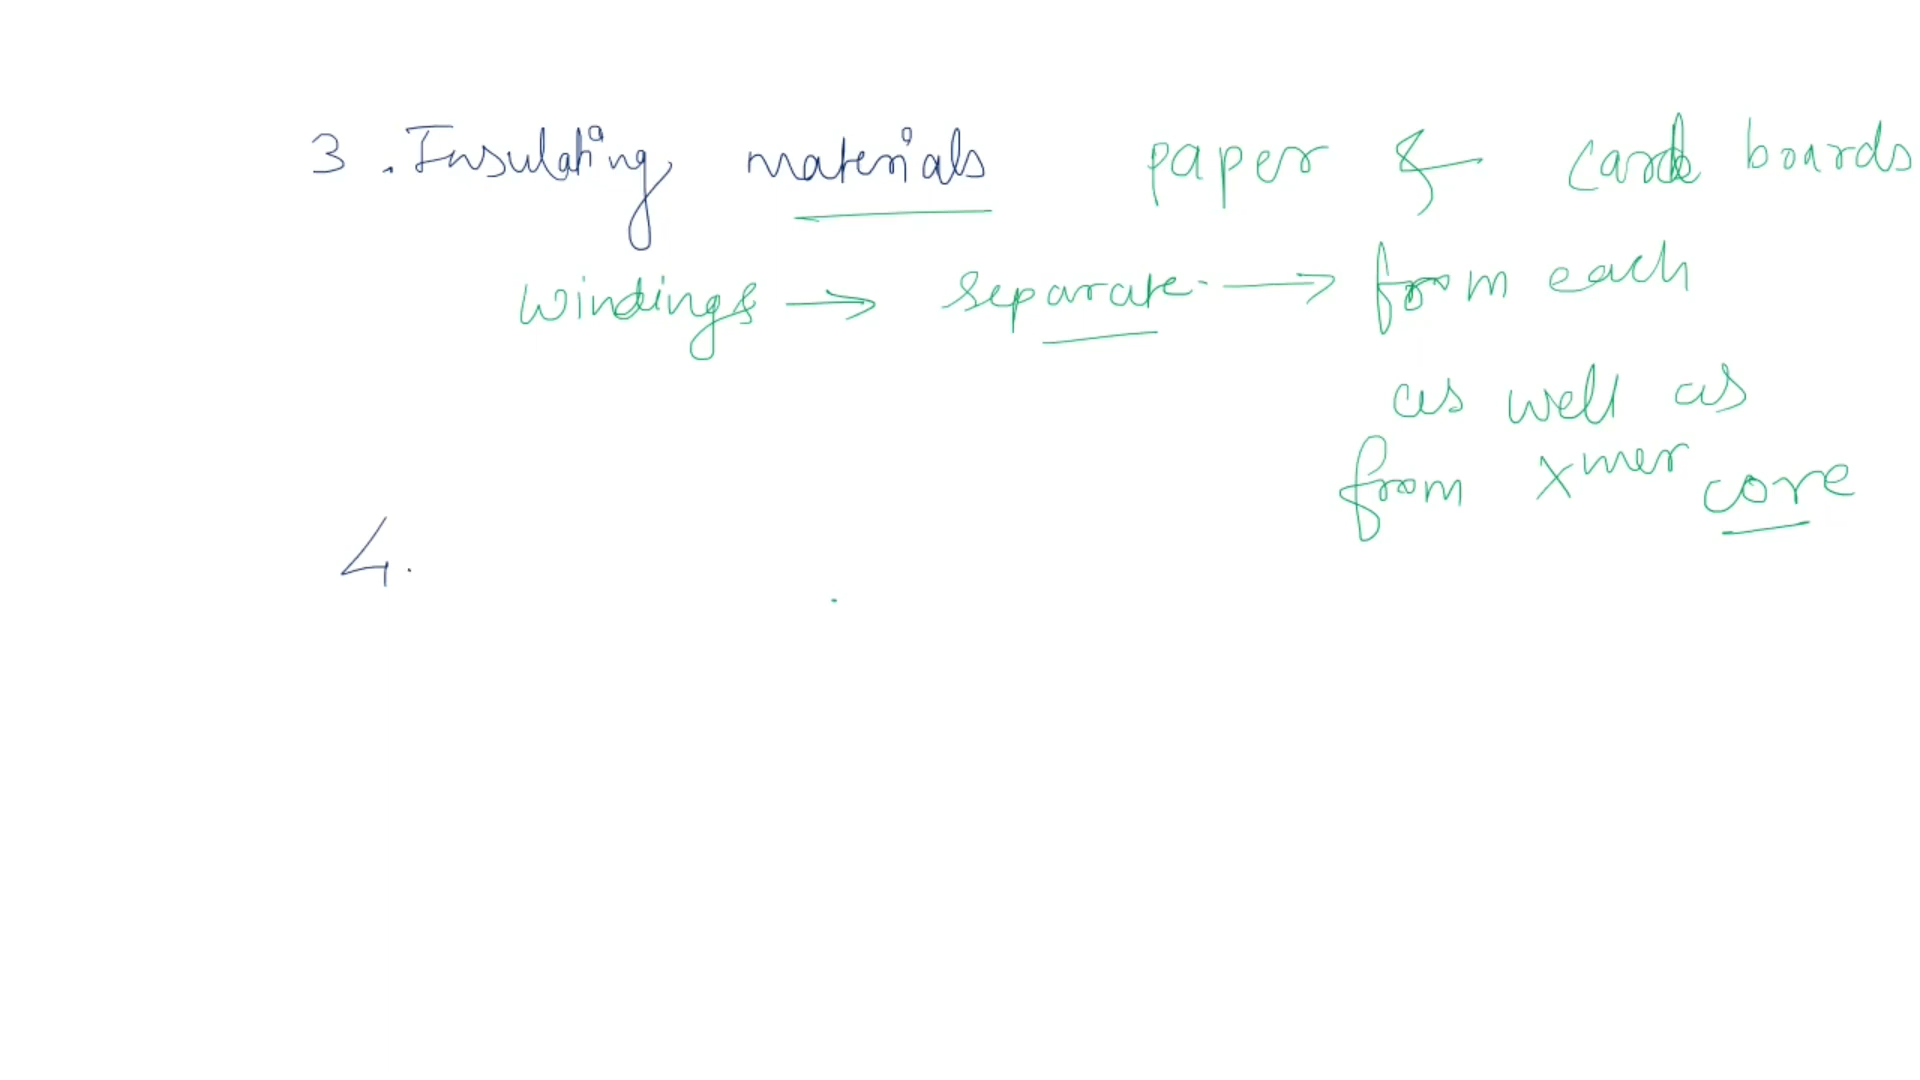 3. Insulating materials paper & card boards
windings → separate → from each
as well as
from xmer core
4.